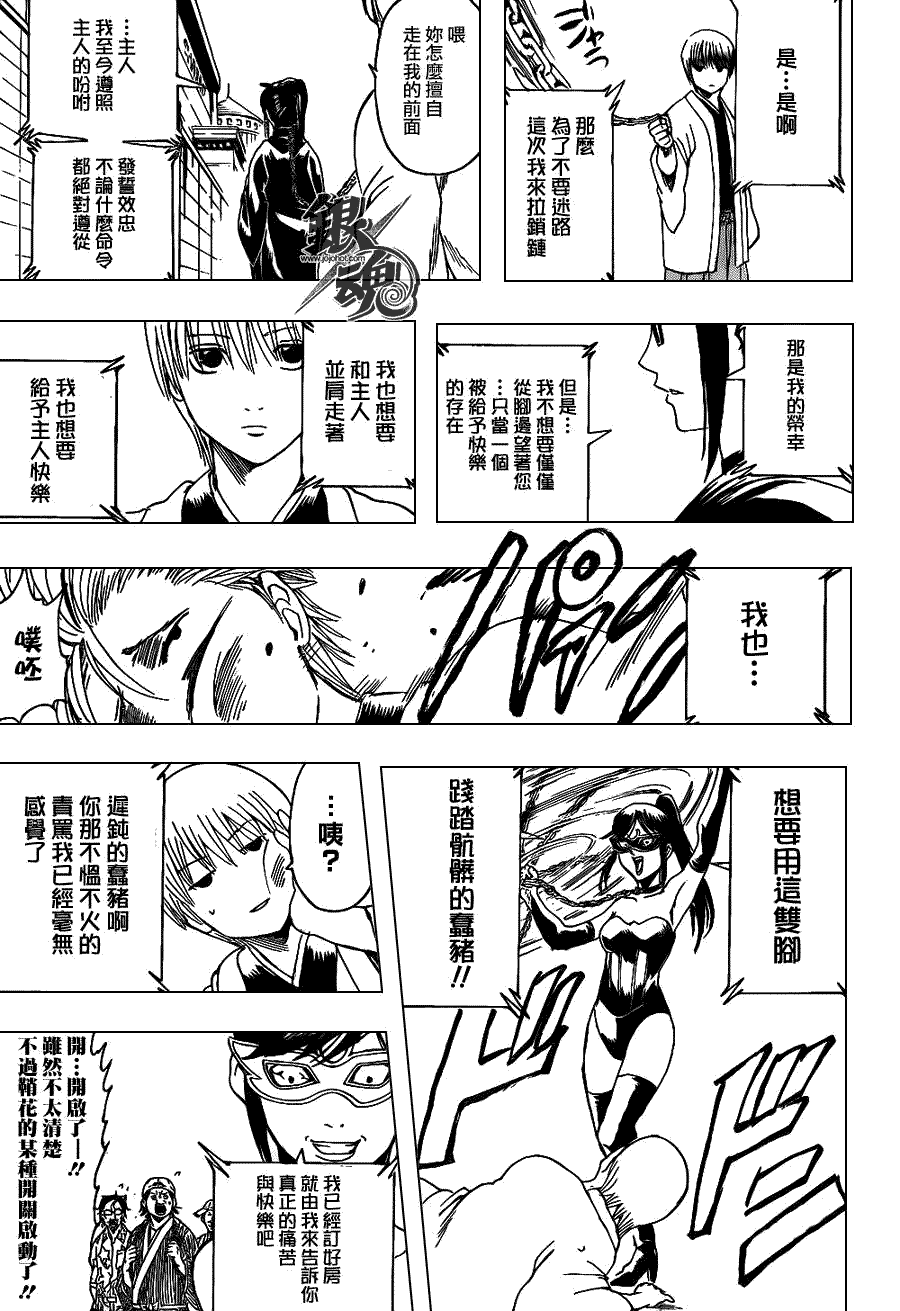 是…是啊
那麼
為了不要迷路
這次我來拉鎖鏈
喂
妳怎麼擅自
走在我的前面
…主人
我至今遵照
主人的吩咐
發誓效忠
不論什麼命令
都絕對遵從
銀魂
www.jojohot.com
那是我的榮幸
但是…
我不想要僅僅
從腳邊望著您
…只當一個
被給予快樂
的存在
我也想要
和主人
並肩走著
我也想要
給予主人快樂
我也…
パァン
噗呸
想要用這雙腳
踐踏骯髒的蠢豬!!
ドドド
…咦?
遲鈍的蠢豬啊
你那不慍不火的
責罵我已經毫無
感覺了
我已經訂好房
就由我來告訴你
真正的痛苦
與快樂吧
開…開啟了—!!
雖然不太清楚
不過鞘花的某種開關啟動了!!